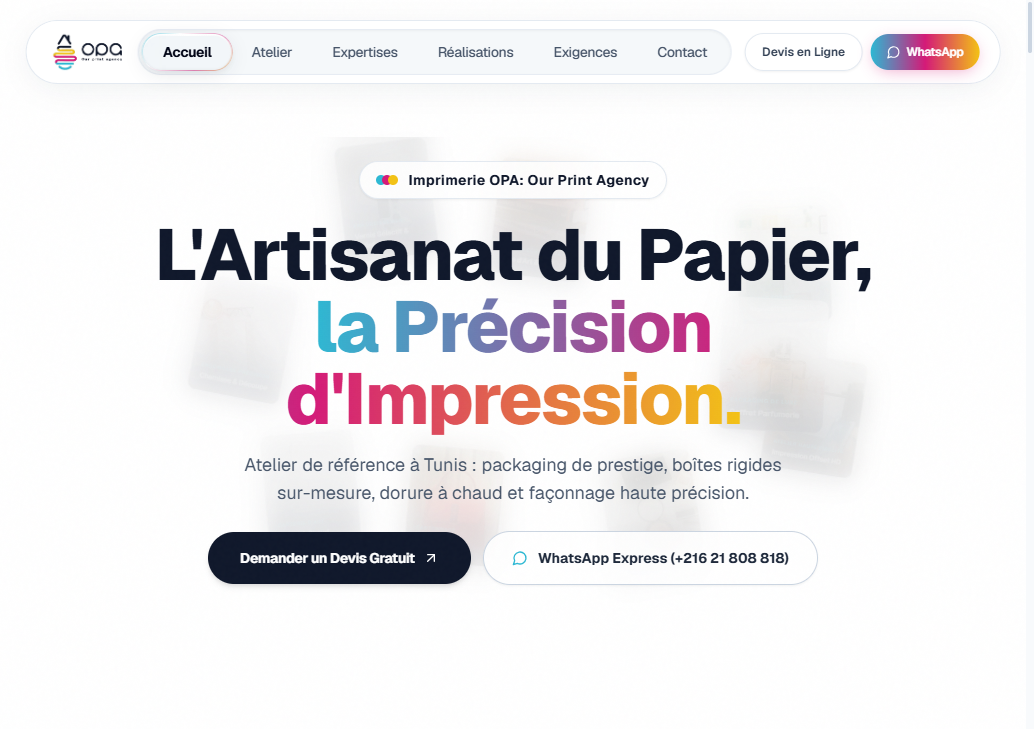 opa
Our print agency
Accueil
Atelier
Expertises
Réalisations
Exigences
Contact
Devis en Ligne
WhatsApp
Imprimerie OPA: Our Print Agency
L'Artisanat du Papier,
la Précision
d'Impression.
Atelier de référence à Tunis : packaging de prestige, boîtes rigides
sur-mesure, dorure à chaud et façonnage haute précision.
Demander un Devis Gratuit
WhatsApp Express (+216 21 808 818)